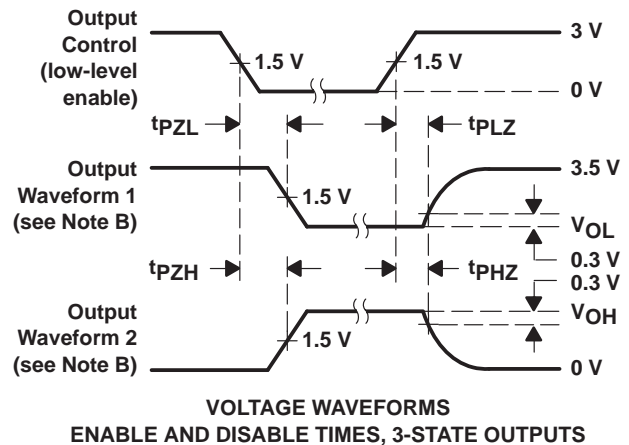 Output
Control
(low-level
enable)
1.5 V
1.5 V
3 V
0 V
tPZL
tPLZ
Output
Waveform 1
(see Note B)
1.5 V
3.5 V
VOL
0.3 V
tPZH
tPHZ
0.3 V
VOH
Output
Waveform 2
(see Note B)
1.5 V
0 V
VOLTAGE WAVEFORMS
ENABLE AND DISABLE TIMES, 3-STATE OUTPUTS